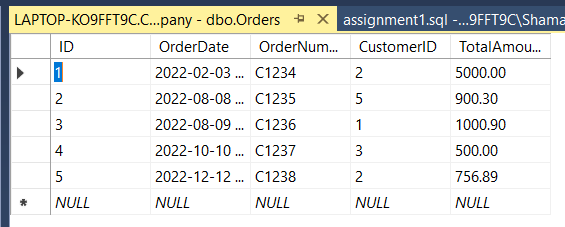 LAPTOP-KO9FFT9C.C...pany - dbo.Orders assignment1.sql -...9FFT9C\Shama
ID OrderDate OrderNum... CustomerID TotalAmou...
1 2022-02-03 ... C1234 2 5000.00
2 2022-08-08 ... C1235 5 900.30
3 2022-08-09 ... C1236 1 1000.90
4 2022-10-10 ... C1237 3 500.00
5 2022-12-12 ... C1238 2 756.89
NULL NULL NULL NULL NULL